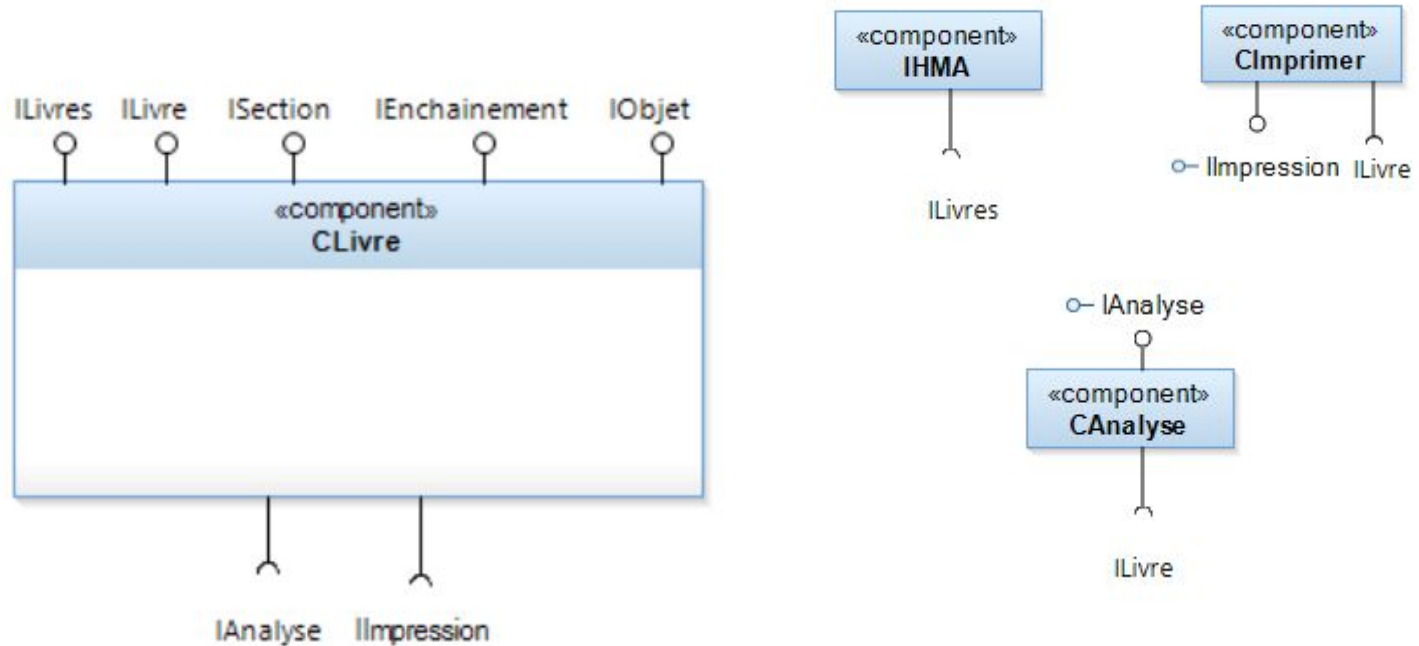 ILivres ILivre ISection IEnchainement IObjet
«component»
CLivre
IAnalyse IImpression
«component»
IHMA
ILivres
«component»
CImprimer
IImpression ILivre
IAnalyse
«component»
CAnalyse
ILivre